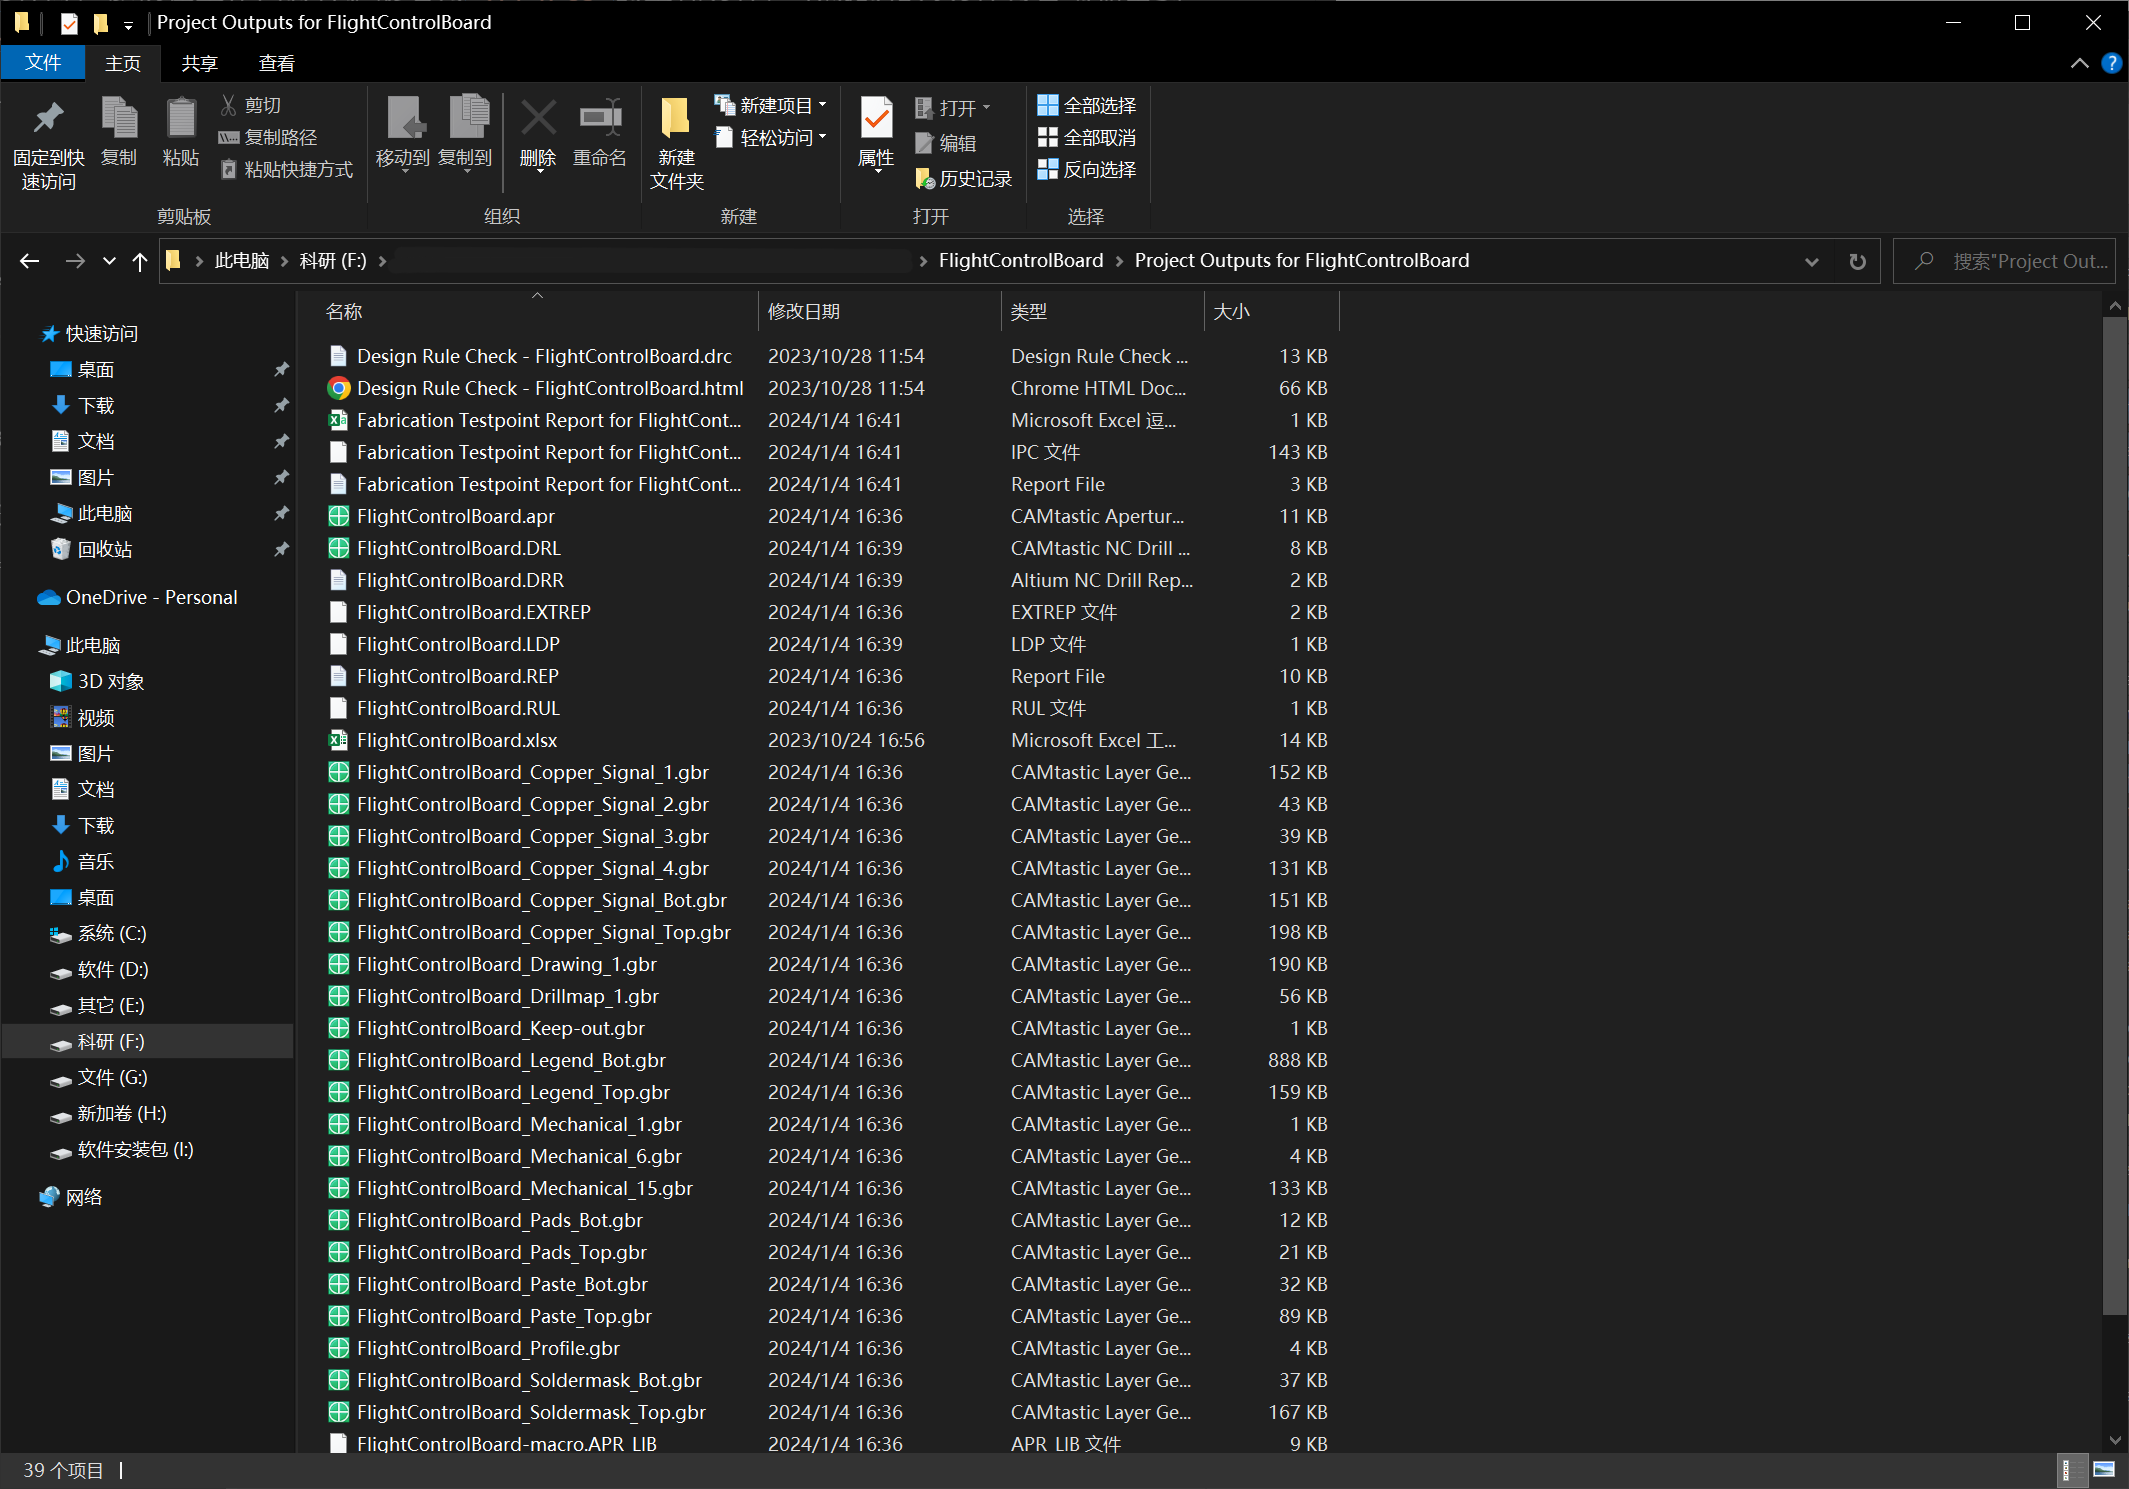 Project Outputs for FlightControlBoard
文件 主页 共享 查看
固定到快速访问 复制 粘贴 剪切 复制路径 粘贴快捷方式
剪贴板
移动到 复制到 删除 重命名
组织
新建文件夹 新建项目 轻松访问
新建
属性 打开 编辑 历史记录
打开
全部选择 全部取消 反向选择
选择
此电脑 科研 (F:) FlightControlBoard Project Outputs for FlightControlBoard
搜索"Project Out...
快速访问
桌面
下载
文档
图片
此电脑
回收站
OneDrive - Personal
此电脑
3D 对象
视频
图片
文档
下载
音乐
桌面
系统 (C:)
软件 (D:)
其它 (E:)
科研 (F:)
文件 (G:)
新加卷 (H:)
软件安装包 (I:)
网络
名称 修改日期 类型 大小
Design Rule Check - FlightControlBoard.drc 2023/10/28 11:54 Design Rule Check ... 13 KB
Design Rule Check - FlightControlBoard.html 2023/10/28 11:54 Chrome HTML Doc... 66 KB
Fabrication Testpoint Report for FlightCont... 2024/1/4 16:41 Microsoft Excel 逗... 1 KB
Fabrication Testpoint Report for FlightCont... 2024/1/4 16:41 IPC 文件 143 KB
Fabrication Testpoint Report for FlightCont... 2024/1/4 16:41 Report File 3 KB
FlightControlBoard.apr 2024/1/4 16:36 CAMtastic Apertur... 11 KB
FlightControlBoard.DRL 2024/1/4 16:39 CAMtastic NC Drill ... 8 KB
FlightControlBoard.DRR 2024/1/4 16:39 Altium NC Drill Rep... 2 KB
FlightControlBoard.EXTREP 2024/1/4 16:36 EXTREP 文件 2 KB
FlightControlBoard.LDP 2024/1/4 16:39 LDP 文件 1 KB
FlightControlBoard.REP 2024/1/4 16:36 Report File 10 KB
FlightControlBoard.RUL 2024/1/4 16:36 RUL 文件 1 KB
FlightControlBoard.xlsx 2023/10/24 16:56 Microsoft Excel 工... 14 KB
FlightControlBoard_Copper_Signal_1.gbr 2024/1/4 16:36 CAMtastic Layer Ge... 152 KB
FlightControlBoard_Copper_Signal_2.gbr 2024/1/4 16:36 CAMtastic Layer Ge... 43 KB
FlightControlBoard_Copper_Signal_3.gbr 2024/1/4 16:36 CAMtastic Layer Ge... 39 KB
FlightControlBoard_Copper_Signal_4.gbr 2024/1/4 16:36 CAMtastic Layer Ge... 131 KB
FlightControlBoard_Copper_Signal_Bot.gbr 2024/1/4 16:36 CAMtastic Layer Ge... 151 KB
FlightControlBoard_Copper_Signal_Top.gbr 2024/1/4 16:36 CAMtastic Layer Ge... 198 KB
FlightControlBoard_Drawing_1.gbr 2024/1/4 16:36 CAMtastic Layer Ge... 190 KB
FlightControlBoard_Drillmap_1.gbr 2024/1/4 16:36 CAMtastic Layer Ge... 56 KB
FlightControlBoard_Keep-out.gbr 2024/1/4 16:36 CAMtastic Layer Ge... 1 KB
FlightControlBoard_Legend_Bot.gbr 2024/1/4 16:36 CAMtastic Layer Ge... 888 KB
FlightControlBoard_Legend_Top.gbr 2024/1/4 16:36 CAMtastic Layer Ge... 159 KB
FlightControlBoard_Mechanical_1.gbr 2024/1/4 16:36 CAMtastic Layer Ge... 1 KB
FlightControlBoard_Mechanical_6.gbr 2024/1/4 16:36 CAMtastic Layer Ge... 4 KB
FlightControlBoard_Mechanical_15.gbr 2024/1/4 16:36 CAMtastic Layer Ge... 133 KB
FlightControlBoard_Pads_Bot.gbr 2024/1/4 16:36 CAMtastic Layer Ge... 12 KB
FlightControlBoard_Pads_Top.gbr 2024/1/4 16:36 CAMtastic Layer Ge... 21 KB
FlightControlBoard_Paste_Bot.gbr 2024/1/4 16:36 CAMtastic Layer Ge... 32 KB
FlightControlBoard_Paste_Top.gbr 2024/1/4 16:36 CAMtastic Layer Ge... 89 KB
FlightControlBoard_Profile.gbr 2024/1/4 16:36 CAMtastic Layer Ge... 4 KB
FlightControlBoard_Soldermask_Bot.gbr 2024/1/4 16:36 CAMtastic Layer Ge... 37 KB
FlightControlBoard_Soldermask_Top.gbr 2024/1/4 16:36 CAMtastic Layer Ge... 167 KB
FlightControlBoard-macro.APR_LIB 2024/1/4 16:36 APR_LIB 文件 9 KB
39 个项目